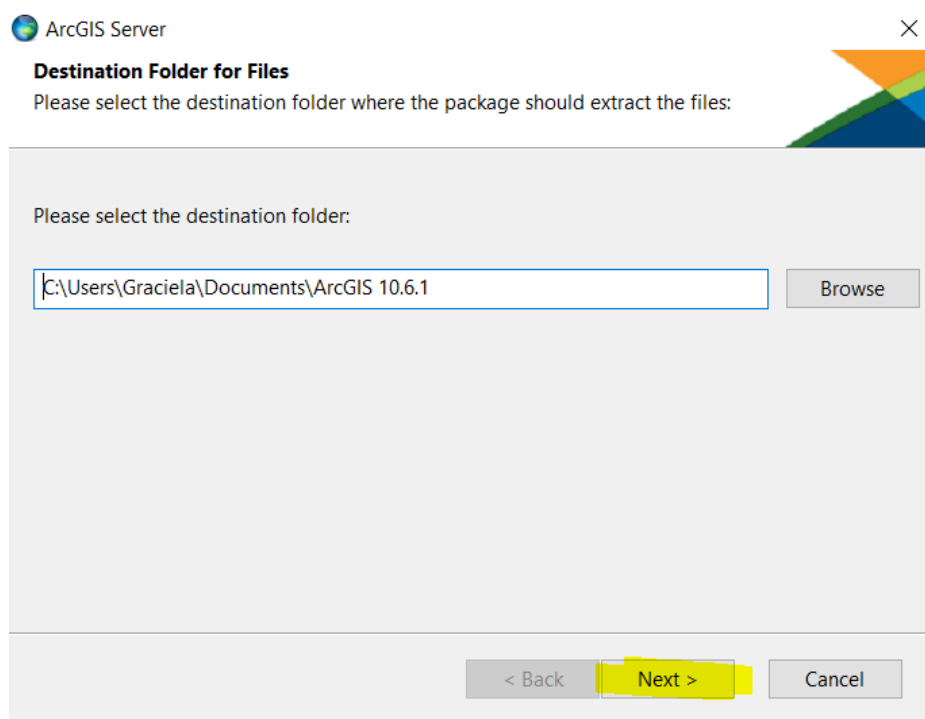 ArcGIS Server
Destination Folder for Files
Please select the destination folder where the package should extract the files:
Please select the destination folder:
C:\Users\Graciela\Documents\ArcGIS 10.6.1
Browse
< Back
Next >
Cancel